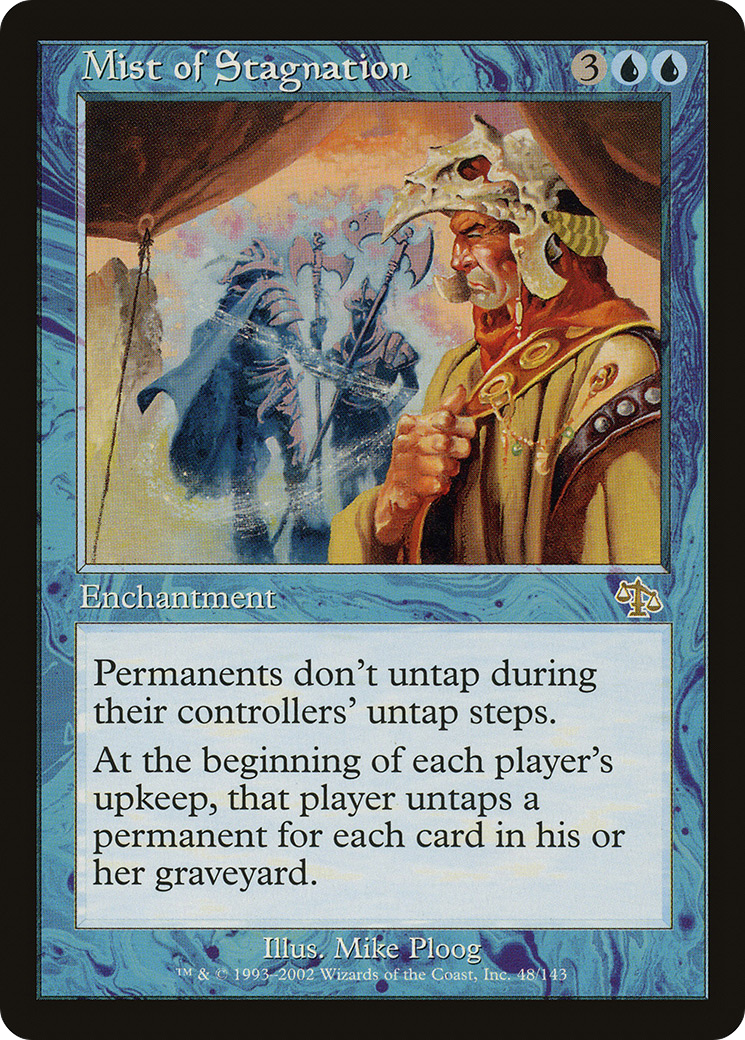 Mist of Stagnation 3
Enchantment
Permanents don't untap during
their controllers' untap steps.
At the beginning of each player's
upkeep, that player untaps a
permanent for each card in his or
her graveyard.
Illus. Mike Ploog
™ & © 1993–2002 Wizards of the Coast, Inc. 48/143